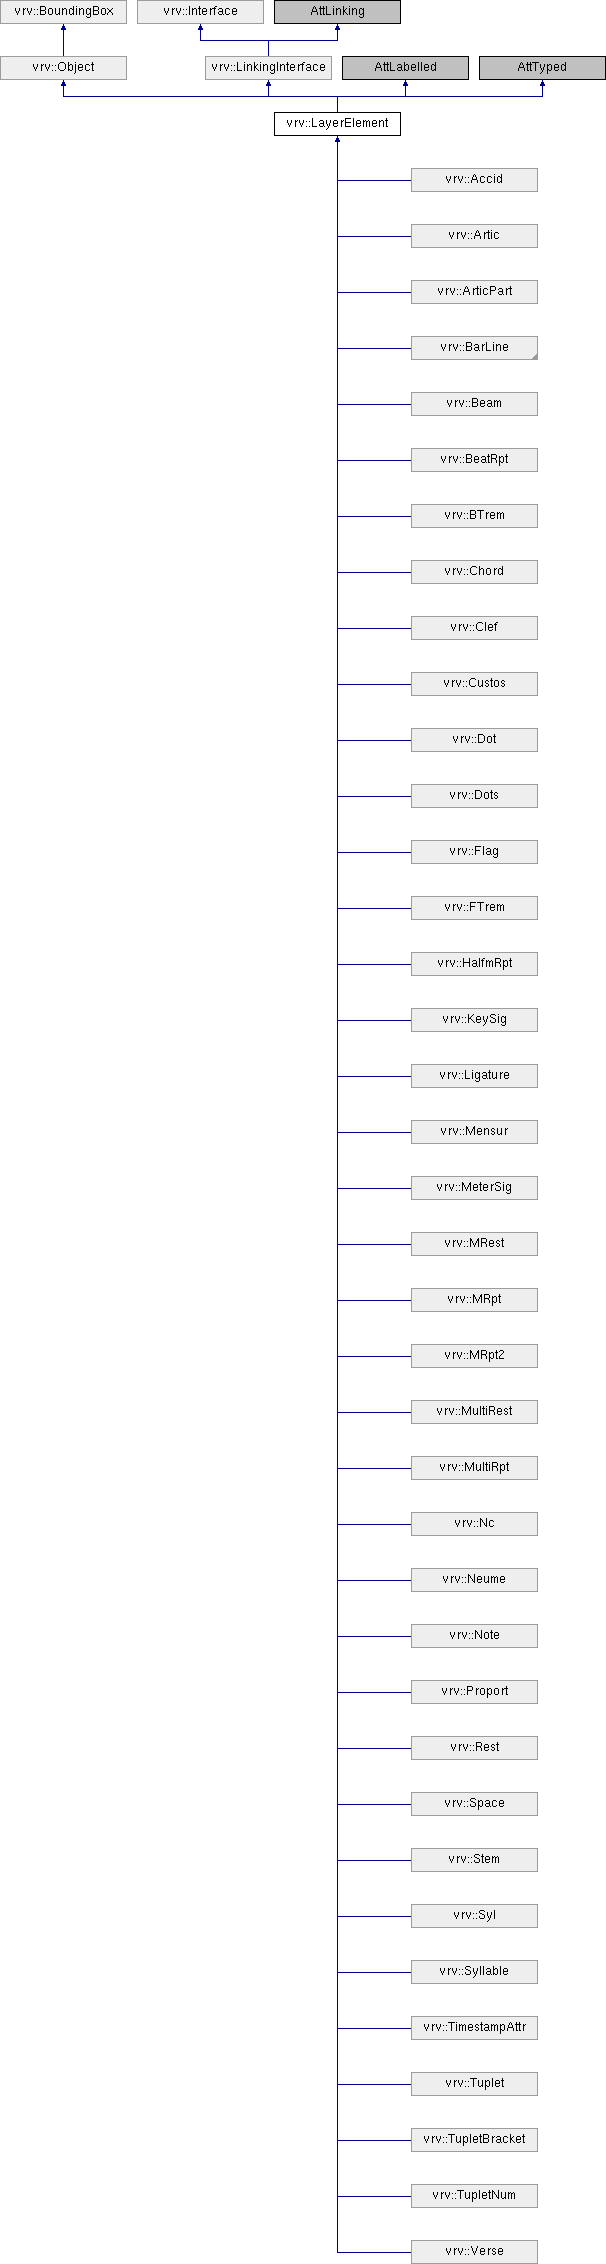 vrv::BoundingBox
vrv::Interface
AttLinking
vrv::Object
vrv::LinkingInterface
AttLabelled
AttTyped
vrv::LayerElement
vrv::Accid
vrv::Artic
vrv::ArticPart
vrv::BarLine
vrv::Beam
vrv::BeatRpt
vrv::BTrem
vrv::Chord
vrv::Clef
vrv::Custos
vrv::Dot
vrv::Dots
vrv::Flag
vrv::FTrem
vrv::HalfmRpt
vrv::KeySig
vrv::Ligature
vrv::Mensur
vrv::MeterSig
vrv::MRest
vrv::MRpt
vrv::MRpt2
vrv::MultiRest
vrv::MultiRpt
vrv::Nc
vrv::Neume
vrv::Note
vrv::Proport
vrv::Rest
vrv::Space
vrv::Stem
vrv::Syl
vrv::Syllable
vrv::TimestampAttr
vrv::Tuplet
vrv::TupletBracket
vrv::TupletNum
vrv::Verse